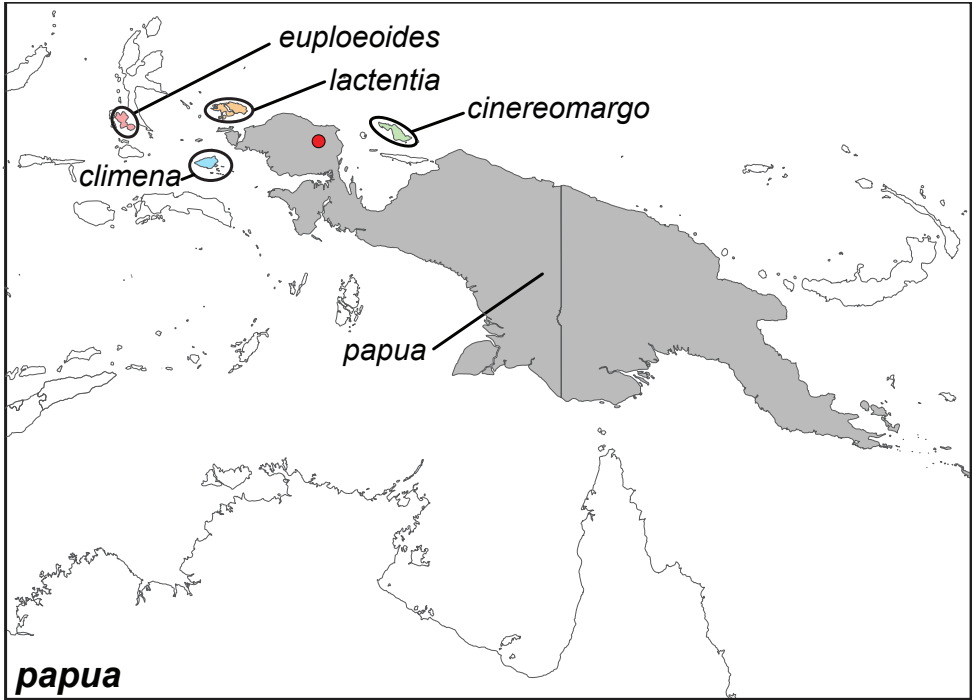 euploeoides
lactentia
cinereomargo
climena
papua
papua